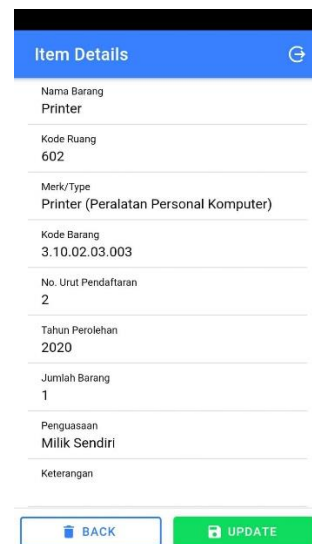 Item Details
Nama Barang
Printer
Kode Ruang
602
Merk/Type
Printer (Peralatan Personal Komputer)
Kode Barang
3.10.02.03.003
No. Urut Pendaftaran
2
Tahun Perolehan
2020
Jumlah Barang
1
Penguasaan
Milik Sendiri
Keterangan
BACK
UPDATE